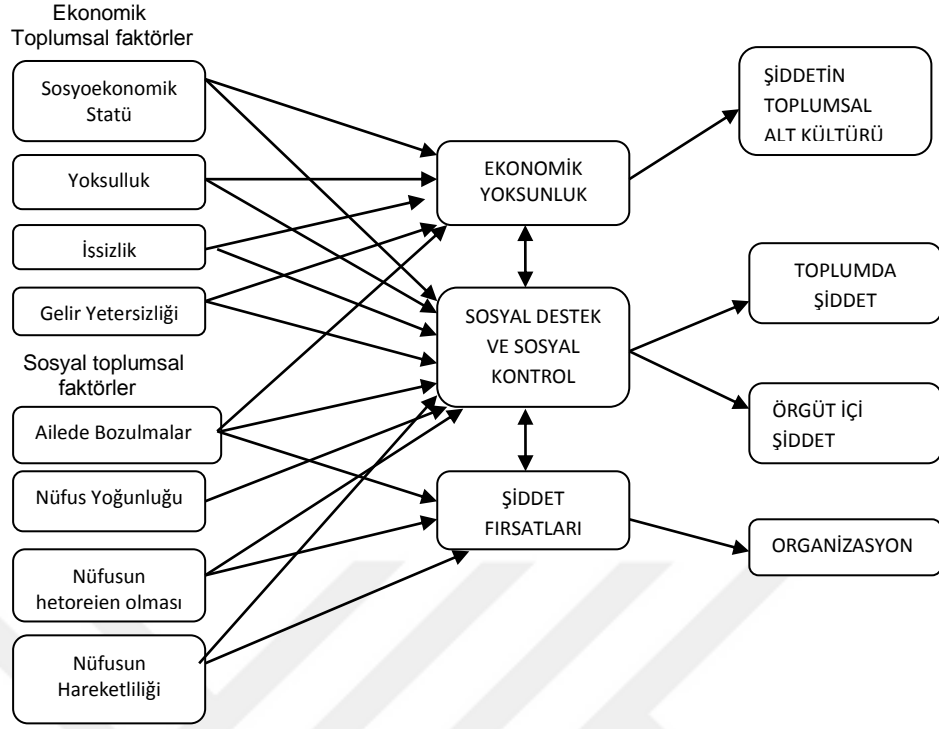 Ekonomik
Toplumsal faktörler
Sosyoekonomik
Statü
Yoksulluk
İssizlik
Gelir Yetersizliği
Sosyal toplumsal
faktörler
Ailede Bozulmalar
Nüfus Yoğunluğu
Nüfusun
hetoreien olması
Nüfusun
Hareketliliği
EKONOMİK
YOKSUNLUK
SOSYAL DESTEK
VE SOSYAL
KONTROL
ŞİDDET
FIRSATLARI
ŞİDDETİN
TOPLUMSAL
ALT KÜLTÜRÜ
TOPLUMDA
ŞİDDET
ÖRGÜT İÇİ
ŞİDDET
ORGANİZASYON